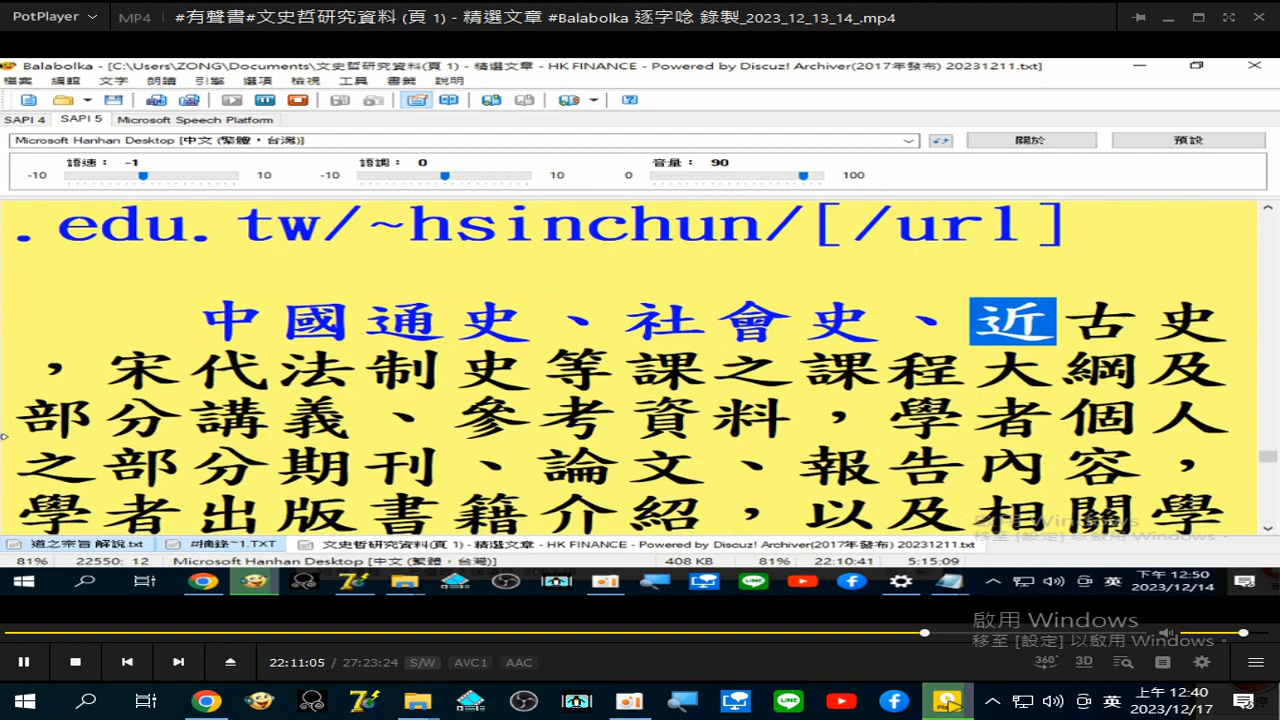 PotPlayer MP4 #有聲書#文史哲研究資料 (頁 1) - 精選文章 #Balabolka 逐字唸 錄製_2023_12_13_14_.mp4
Balabolka - [C:\Users\ZONG\Documents\文史哲研究資料(頁 1) - 精選文章 - HK FINANCE - Powered by Discuz! Archiver(2017年發布) 20231211.txt]
檔案 編輯 文字 朗讀 引擎 選項 檢視 工具 書籤 說明
SAPI 4 SAPI 5 Microsoft Speech Platform
Microsoft Hanhan Desktop [中文 (繁體，台灣)] 關於 預設
語速： -1 語調： 0 音量： 90
-10 10 -10 10 0 100
.edu.tw/~hsinchun/[/url]
中國通史、社會史、近古史
，宋代法制史等課之課程大綱及
部分講義、參考資料，學者個人
之部分期刊、論文、報告內容，
學者出版書籍介紹，以及相關學
道之宗旨 解說.txt #摘錄~1.TXT 文史哲研究資料(頁 1) - 精選文章 - HK FINANCE - Powered by Discuz! Archiver(2017年發布) 20231211.txt
81% 22550: 12 Microsoft Hanhan Desktop [中文 (繁體，台灣)] 408 KB 81% 22:10:41 5:15:09
英 下午 12:50
2023/12/14
啟用 Windows
移至 [設定] 以啟用 Windows。
22:11:05 / 27:23:24 S/W AVC1 AAC 360° 3D
英 上午 12:40
2023/12/17